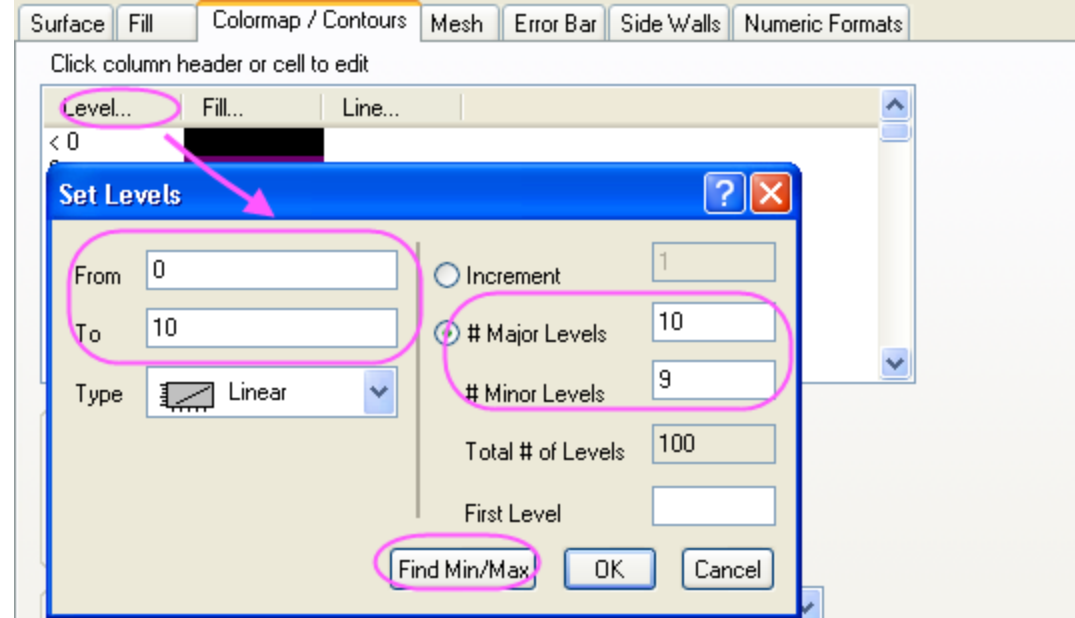 Surface Fill Colormap / Contours Mesh Error Bar Side Walls Numeric Formats
Click column header or cell to edit
Level... Fill... Line...
< 0
Set Levels
From 0
Increment 1
To 10
# Major Levels 10
Type Linear
# Minor Levels 9
Total # of Levels 100
First Level
Find Min/Max OK Cancel